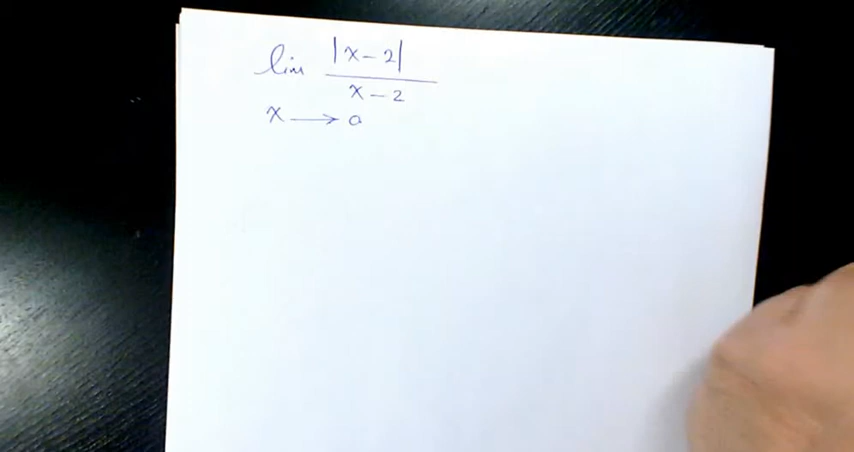 lim |x-2|
x-2
x → a